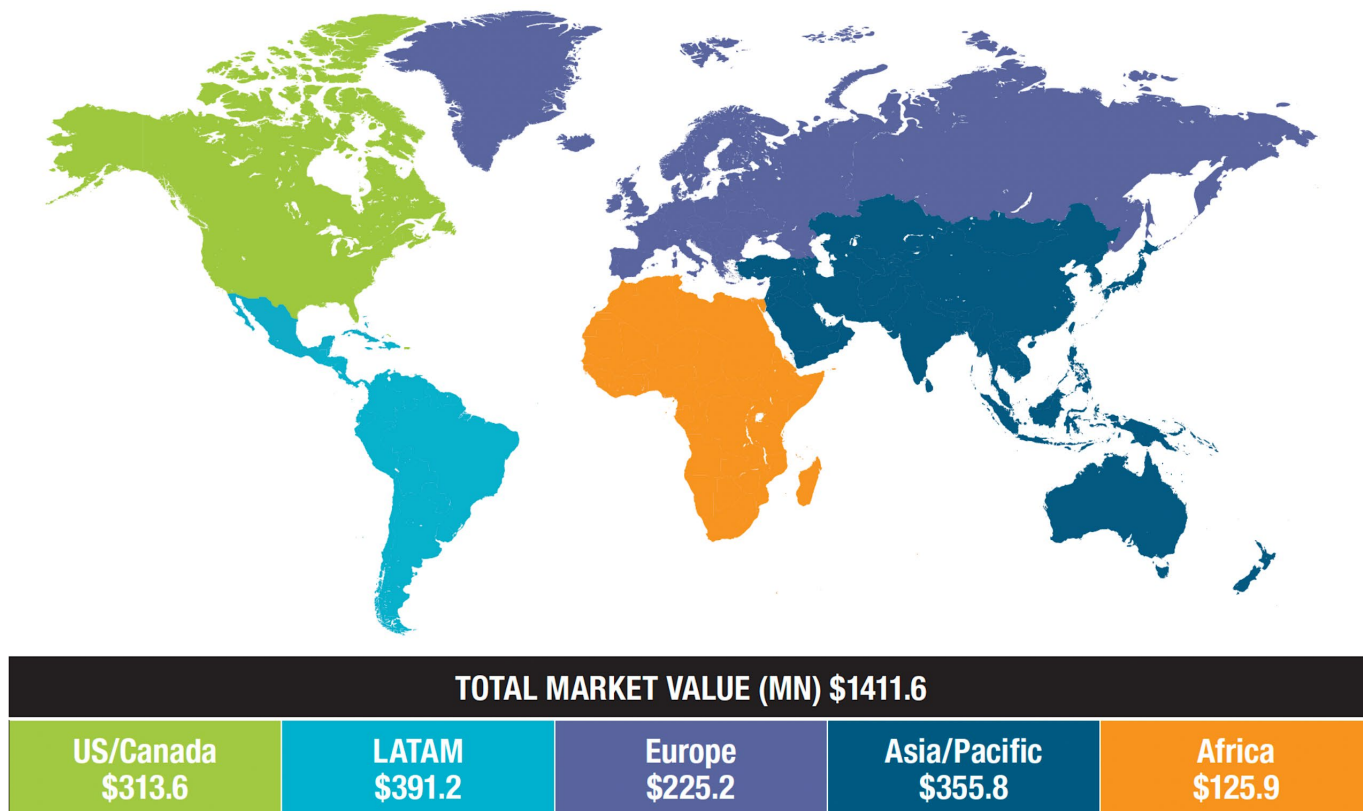 TOTAL MARKET VALUE (MN) $1411.6
US/Canada
$313.6
LATAM
$391.2
Europe
$225.2
Asia/Pacific
$355.8
Africa
$125.9